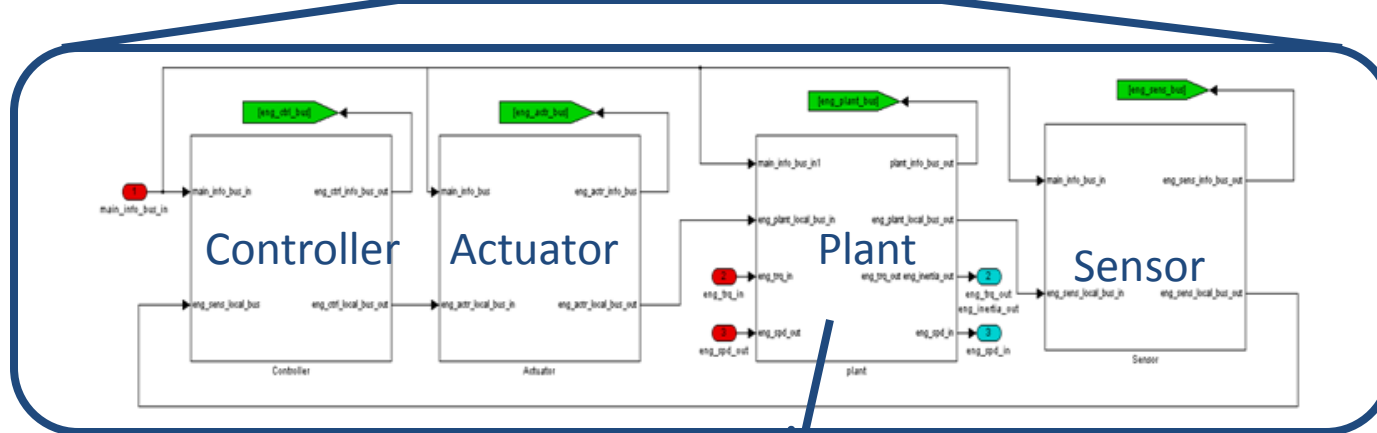 [eng_ctrl_bus]
[eng_actr_bus]
[eng_plant_bus]
[eng_sens_bus]
1
main_info_bus_in
main_info_bus_in
eng_ctrl_info_bus_out
Controller
eng_sens_local_bus
eng_ctrl_local_bus_out
Controller
main_info_bus
eng_actr_info_bus
Actuator
eng_actr_local_bus_in
eng_actr_local_bus_out
Actuator
main_info_bus_in1
plant_info_bus_out
eng_plant_local_bus_in
eng_plant_local_bus_out
Plant
2
eng_trq_in
eng_trq_in
eng_trq_out eng_inertia_out
2
eng_trq_out
eng_inertia_out
3
eng_spd_out
eng_spd_out
eng_spd_in
3
eng_spd_in
plant
main_info_bus_in
eng_sens_info_bus_out
Sensor
eng_sens_local_bus_in
eng_sens_local_bus_out
Sensor